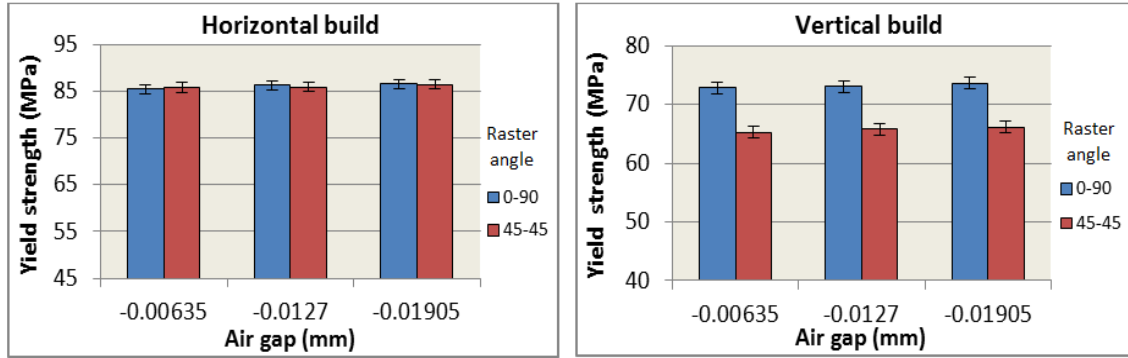 Horizontal build
Yield strength (MPa)
95
85
75
65
55
45
-0.00635 -0.0127 -0.01905
Air gap (mm)
Raster
angle
0-90
45-45
Vertical build
Yield strength (MPa)
80
70
60
50
40
-0.00635 -0.0127 -0.01905
Air gap (mm)
Raster
angle
0-90
45-45